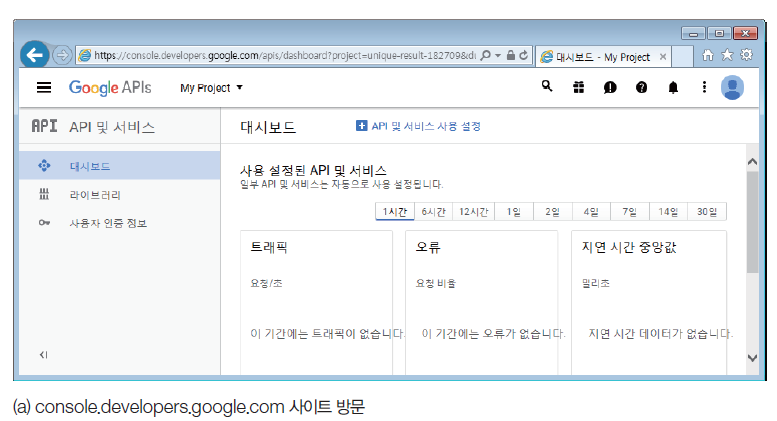 https://console.developers.google.com/apis/dashboard?project=unique-result-182709&du
대시보드 - My Project
Google APIs My Project
API API 및 서비스
대시보드
API 및 서비스 사용 설정
대시보드
라이브러리
사용자 인증 정보
사용 설정된 API 및 서비스
일부 API 및 서비스는 자동으로 사용 설정됩니다.
1시간 6시간 12시간 1일 2일 4일 7일 14일 30일
트래픽
요청/초
이 기간에는 트래픽이 없습니다.
오류
요청 비율
이 기간에는 오류가 없습니다.
지연 시간 중앙값
밀리초
지연 시간 데이터가 없습니다.
(a) console.developers.google.com 사이트 방문